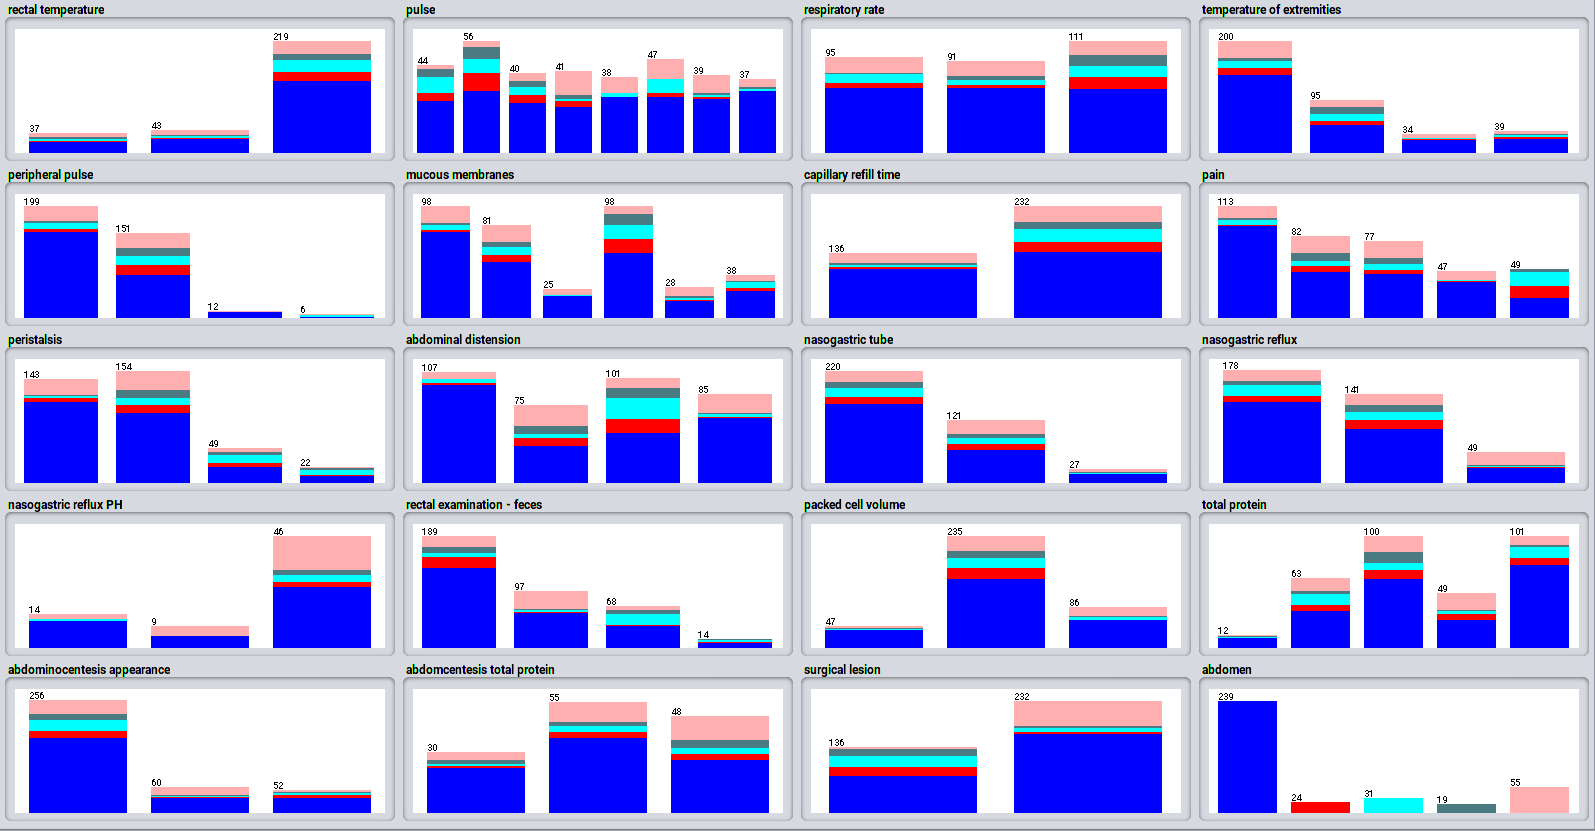 rectal temperature
37 43 219
pulse
44 56 40 41 38 47 39 37
respiratory rate
95 91 111
temperature of extremities
200 95 34 39
peripheral pulse
199 151 12 6
mucous membranes
98 81 25 98 28 38
capillary refill time
136 232
pain
113 82 77 47 49
peristalsis
143 154 49 22
abdominal distension
107 75 101 85
nasogastric tube
220 121 27
nasogastric reflux
178 141 49
nasogastric reflux PH
14 9 46
rectal examination - feces
189 97 68 14
packed cell volume
47 235 86
total protein
12 63 100 49 101
abdominocentesis appearance
256 60 52
abdomcentesis total protein
30 55 48
surgical lesion
136 232
abdomen
239 24 31 19 55